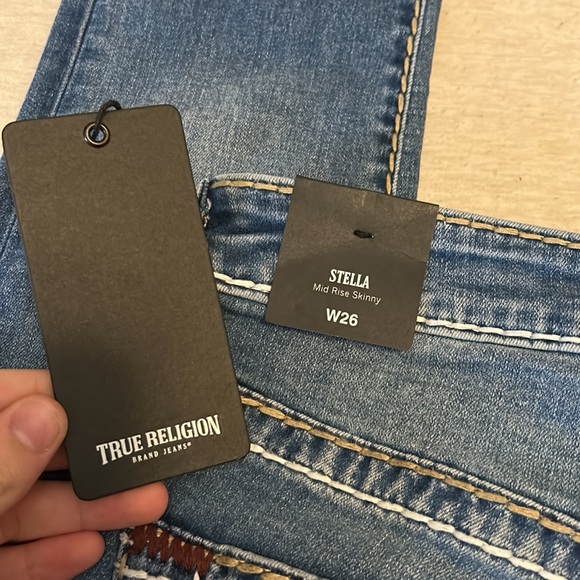 TRUE RELIGION
BRAND JEANS®
STELLA
Mid Rise Skinny
W26